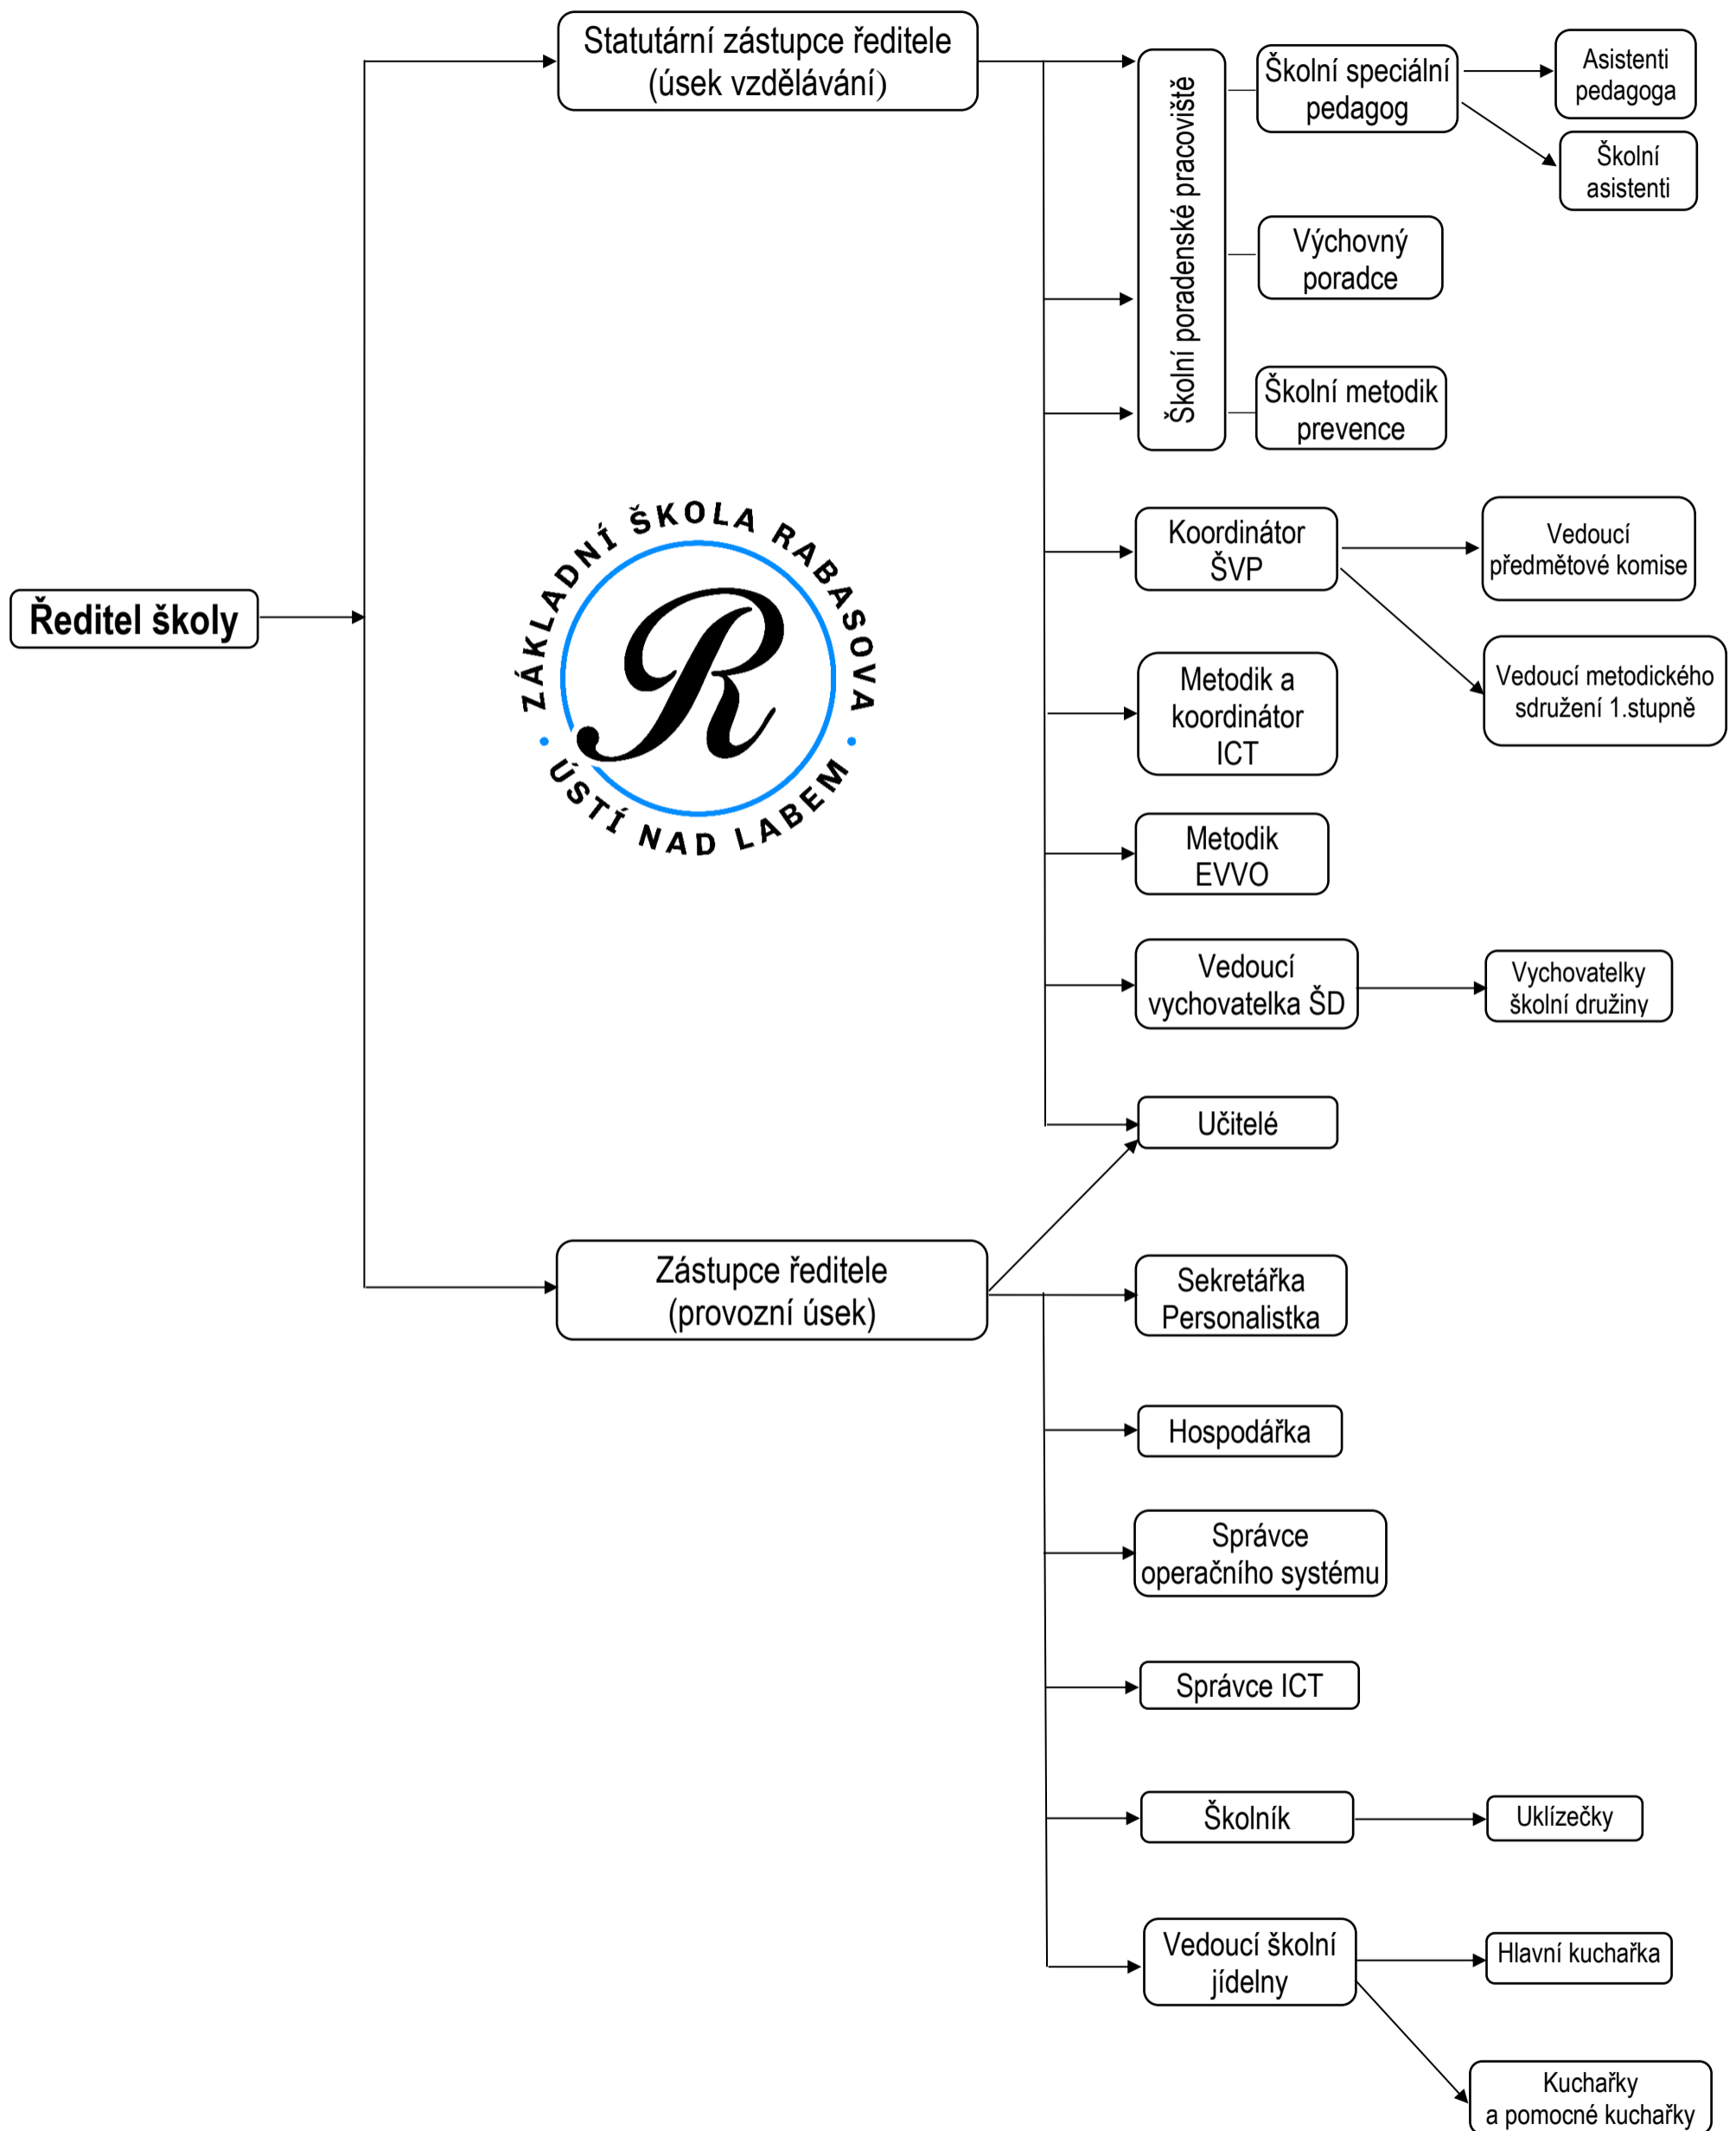 Statutární zástupce ředitele
(úsek vzdělávání)
Školní poradenské pracoviště
Školní speciální
pedagog
Asistenti
pedagoga
Školní
asistenti
Výchovný
poradce
Školní metodik
prevence
ZÁKLADNÍ ŠKOLA RABASOVA
R
• ÚSTÍ NAD LABEM •
Ředitel školy
Koordinátor
ŠVP
Vedoucí
předmětové komise
Vedoucí metodického
sdružení 1.stupně
Metodik a
koordinátor
ICT
Metodik
EVVO
Vedoucí
vychovatelka ŠD
Vychovatelky
školní družiny
Učitelé
Zástupce ředitele
(provozní úsek)
Sekretářka
Personalistka
Hospodářka
Správce
operačního systému
Správce ICT
Školník
Uklízečky
Vedoucí školní
jídelny
Hlavní kuchařka
Kuchařky
a pomocné kuchařky